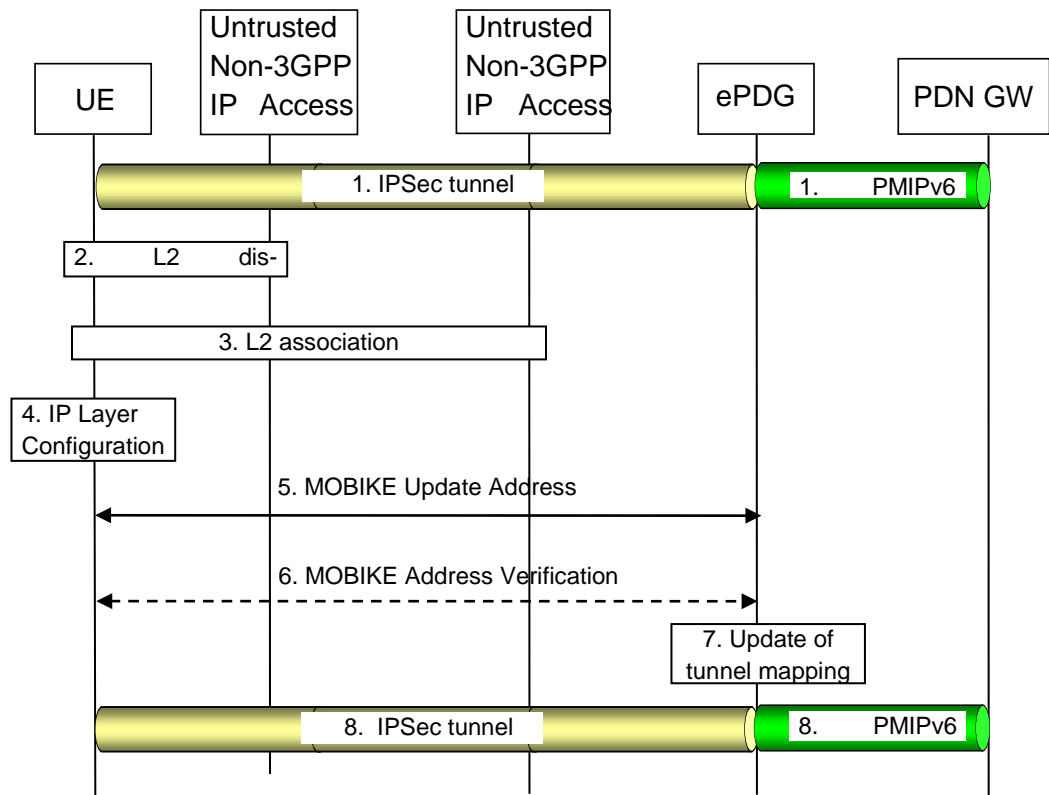 Untrusted
Non-3GPP
IP Access
Untrusted
Non-3GPP
IP Access
UE
ePDG
PDN GW
1. IPSec tunnel
1. PMIPv6
2. L2 dis-
3. L2 association
4. IP Layer
Configuration
5. MOBIKE Update Address
6. MOBIKE Address Verification
7. Update of
tunnel mapping
8. IPSec tunnel
8. PMIPv6